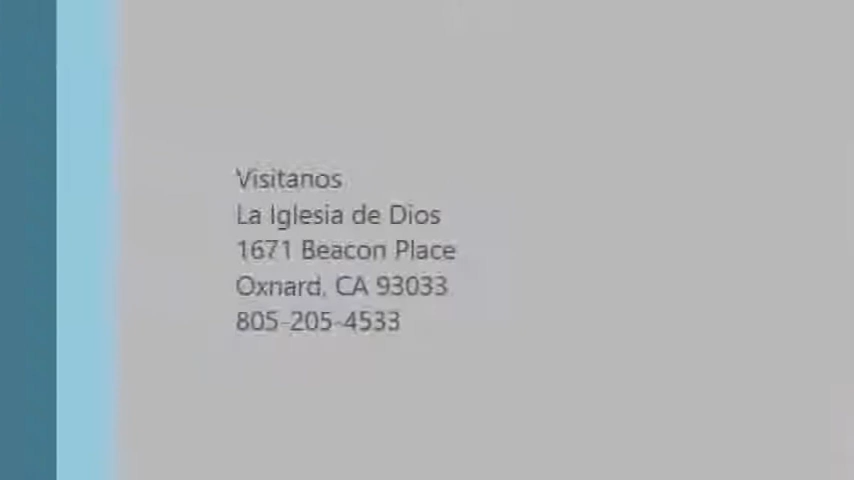 Visitanos
La Iglesia de Dios
1671 Beacon Place
Oxnard, CA 93033
805-205-4533